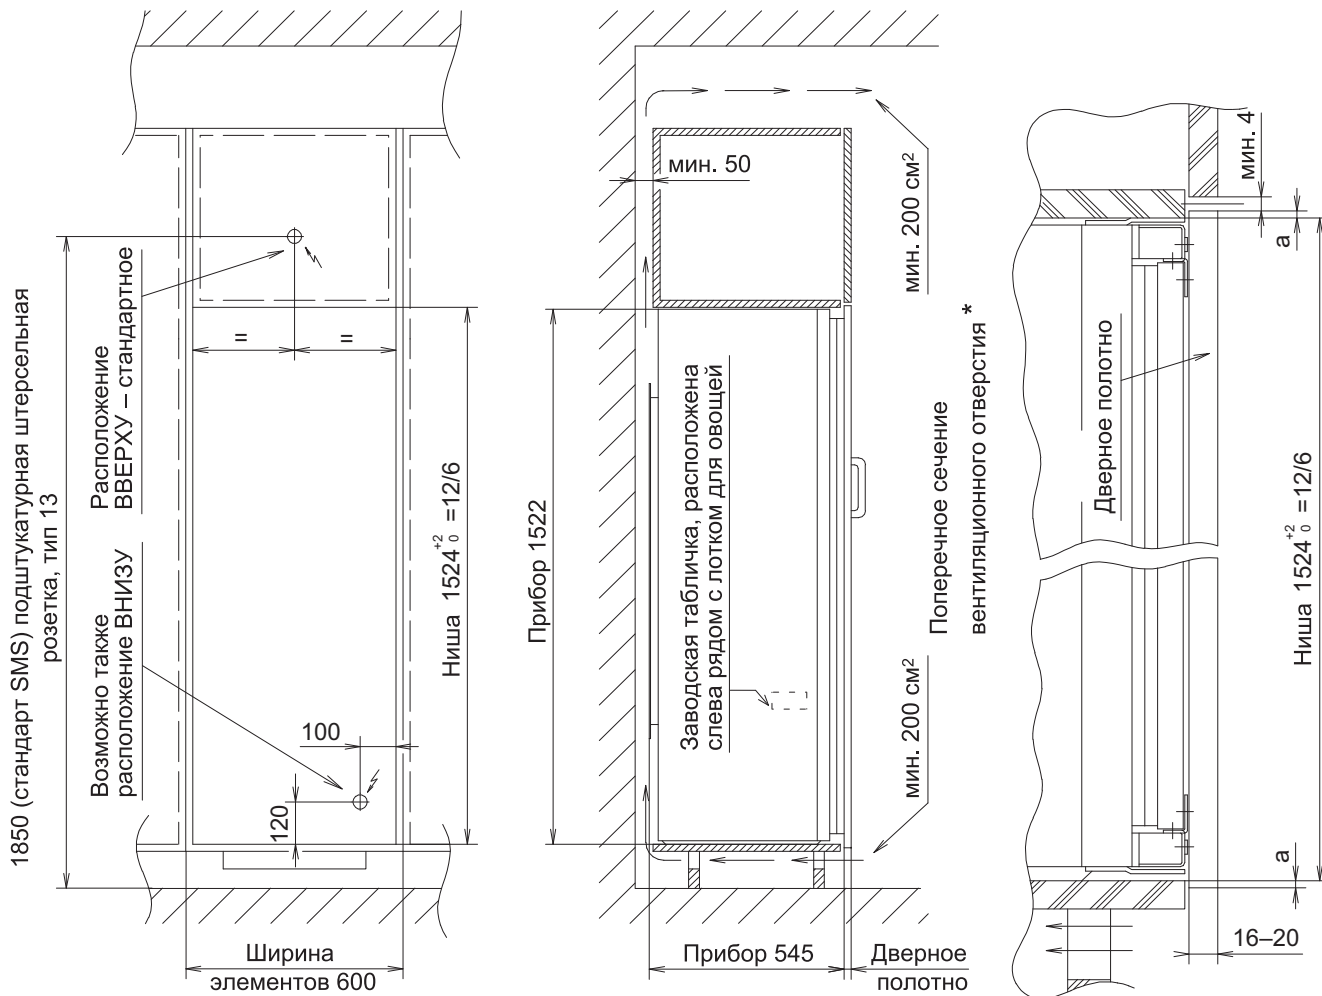 1850 (стандарт SMS) подштукатурная штерсельная
розетка, тип 13
Расположение
ВВЕРХУ – стандартное
Возможно также
расположение ВНИЗУ
=
=
Ниша 1524 +2 0 =12/6
100
120
Ширина
элементов 600
мин. 50
Прибор 1522
Заводская табличка, расположена
слева рядом с лотком для овощей
мин. 200 см²
Поперечное сечение
вентиляционного отверстия *
мин. 200 см²
Прибор 545
Дверное
полотно
мин. 4
a
Дверное полотно
Ниша 1524 +2 0 =12/6
a
16–20